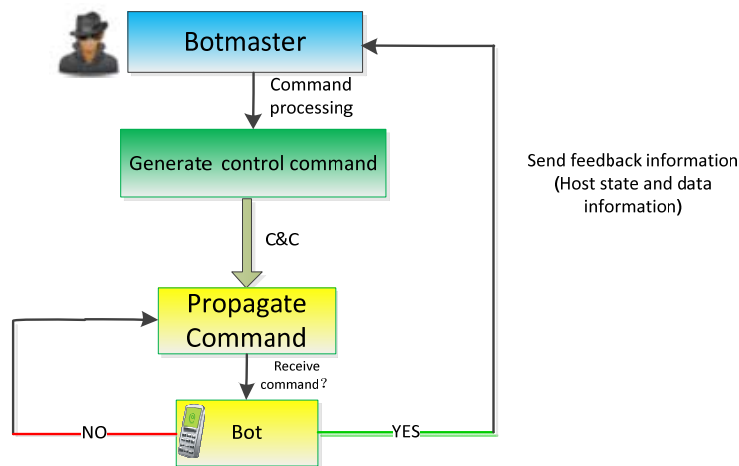 Botmaster
Command
processing
Generate control command
Send feedback information
(Host state and data
information)
C&C
Propagate
Command
Receive
command？
NO
Bot
YES